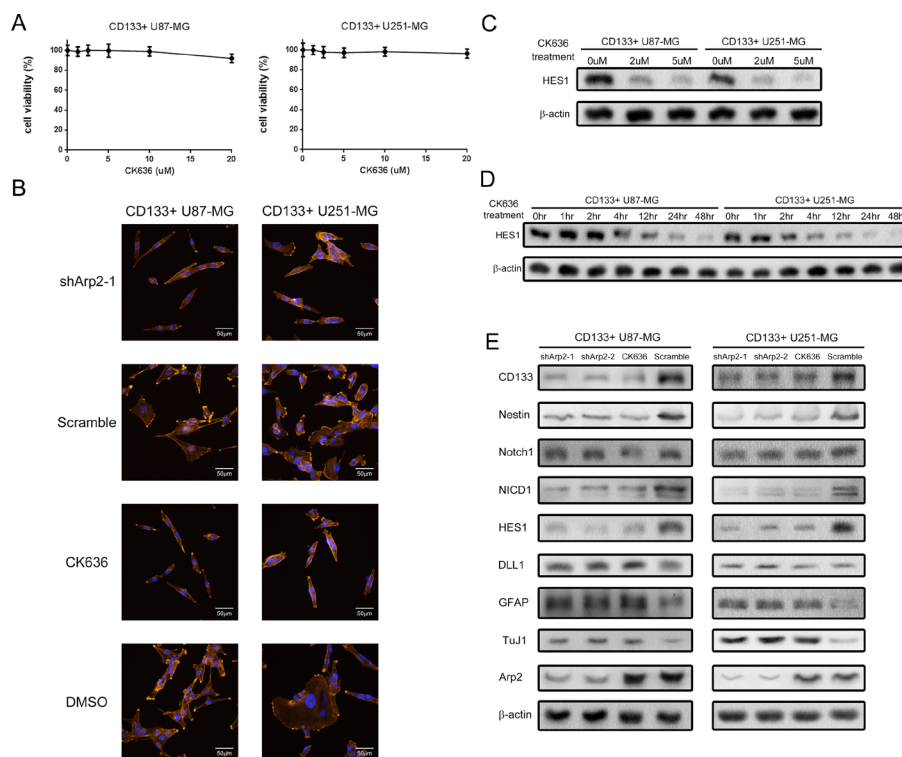 A
CD133+ U87-MG
cell viability (%)
100
80
60
40
20
0
0 5 10 15 20
CK636 (uM)
CD133+ U251-MG
cell viability (%)
100
80
60
40
20
0
0 5 10 15 20
CK636 (uM)
B
CD133+ U87-MG CD133+ U251-MG
shArp2-1
50μm 50μm
Scramble
50μm 50μm
CK636
50μm 50μm
DMSO
50μm 50μm
C
CK636 treatment
CD133+ U87-MG CD133+ U251-MG
0uM 2uM 5uM 0uM 2uM 5uM
HES1
β-actin
D
CK636 treatment
CD133+ U87-MG CD133+ U251-MG
0hr 1hr 2hr 4hr 12hr 24hr 48hr 0hr 1hr 2hr 4hr 12hr 24hr 48hr
HES1
β-actin
E
CD133+ U87-MG CD133+ U251-MG
shArp2-1 shArp2-2 CK636 Scramble shArp2-1 shArp2-2 CK636 Scramble
CD133
Nestin
Notch1
NICD1
HES1
DLL1
GFAP
TuJ1
Arp2
β-actin